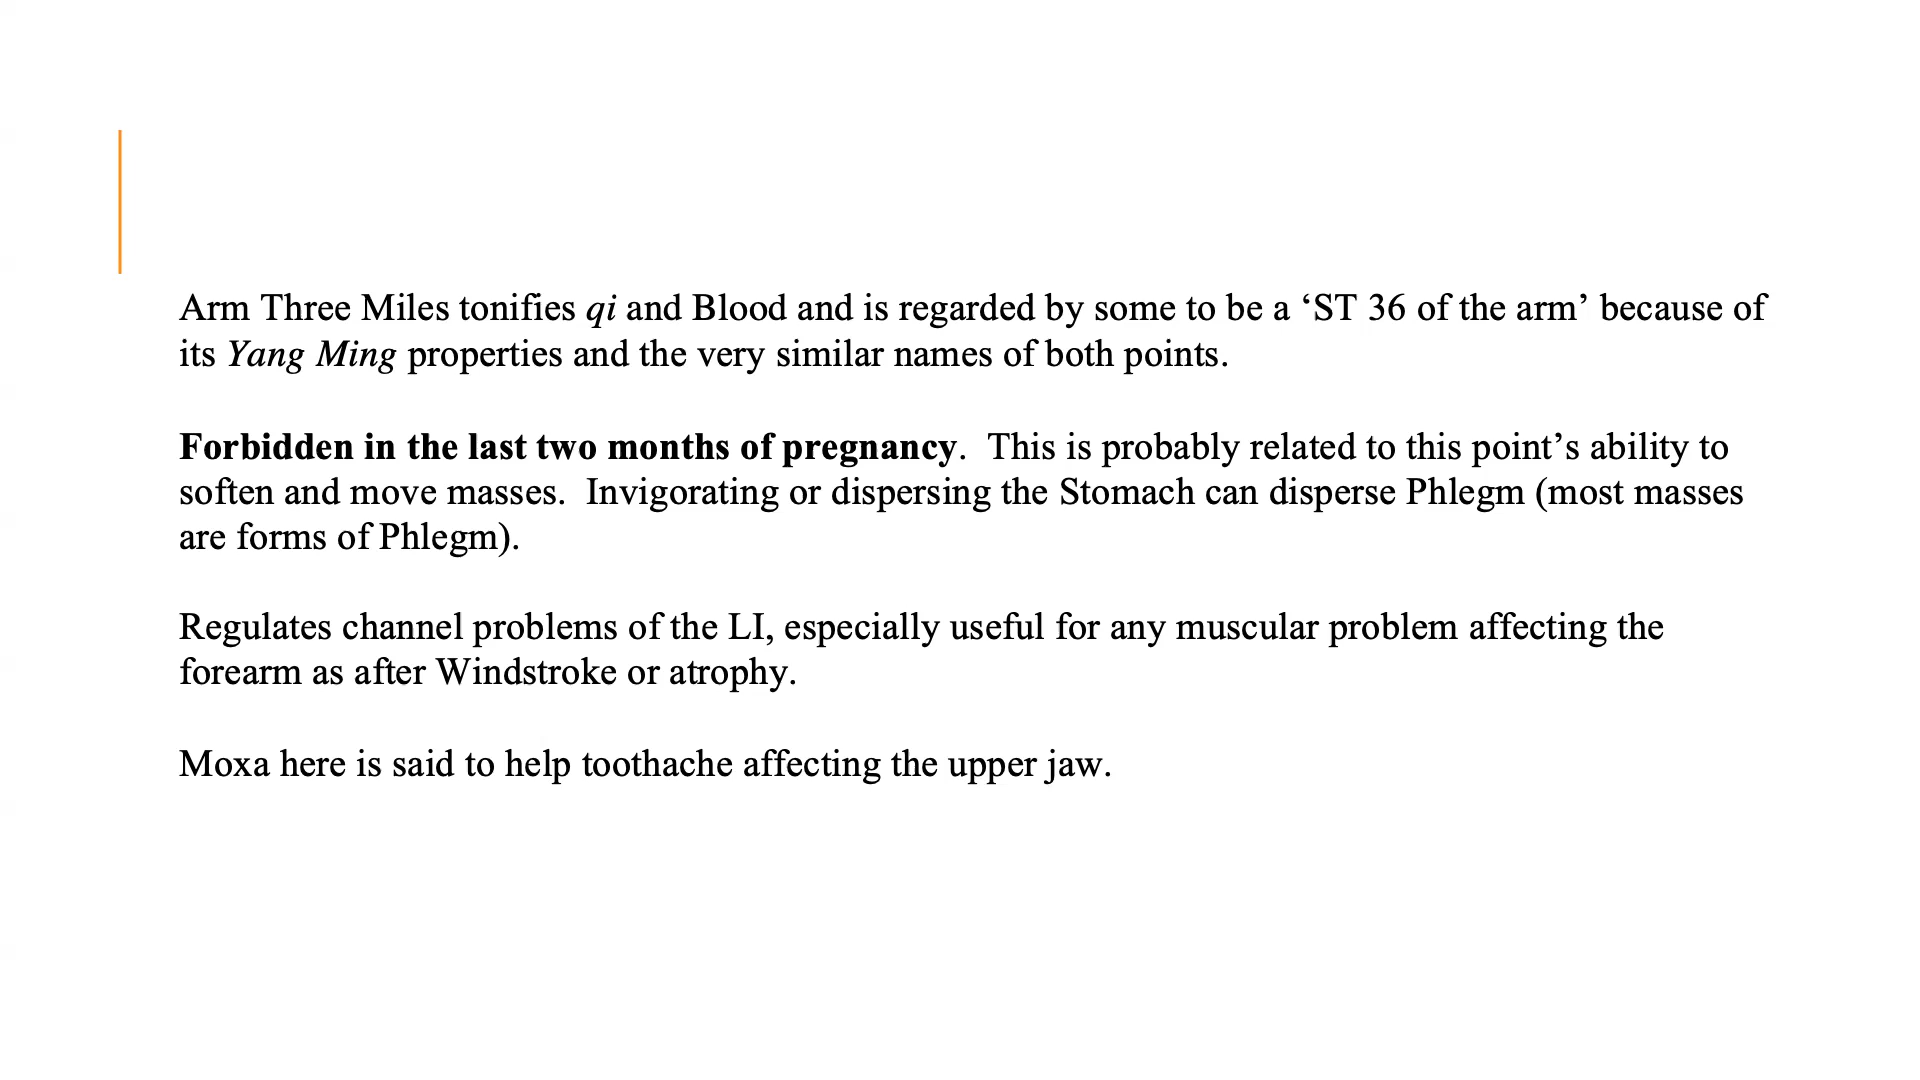 Arm Three Miles tonifies qi and Blood and is regarded by some to be a ‘ST 36 of the arm’ because of
its Yang Ming properties and the very similar names of both points.
Forbidden in the last two months of pregnancy.  This is probably related to this point’s ability to
soften and move masses.  Invigorating or dispersing the Stomach can disperse Phlegm (most masses
are forms of Phlegm).
Regulates channel problems of the LI, especially useful for any muscular problem affecting the
forearm as after Windstroke or atrophy.
Moxa here is said to help toothache affecting the upper jaw.